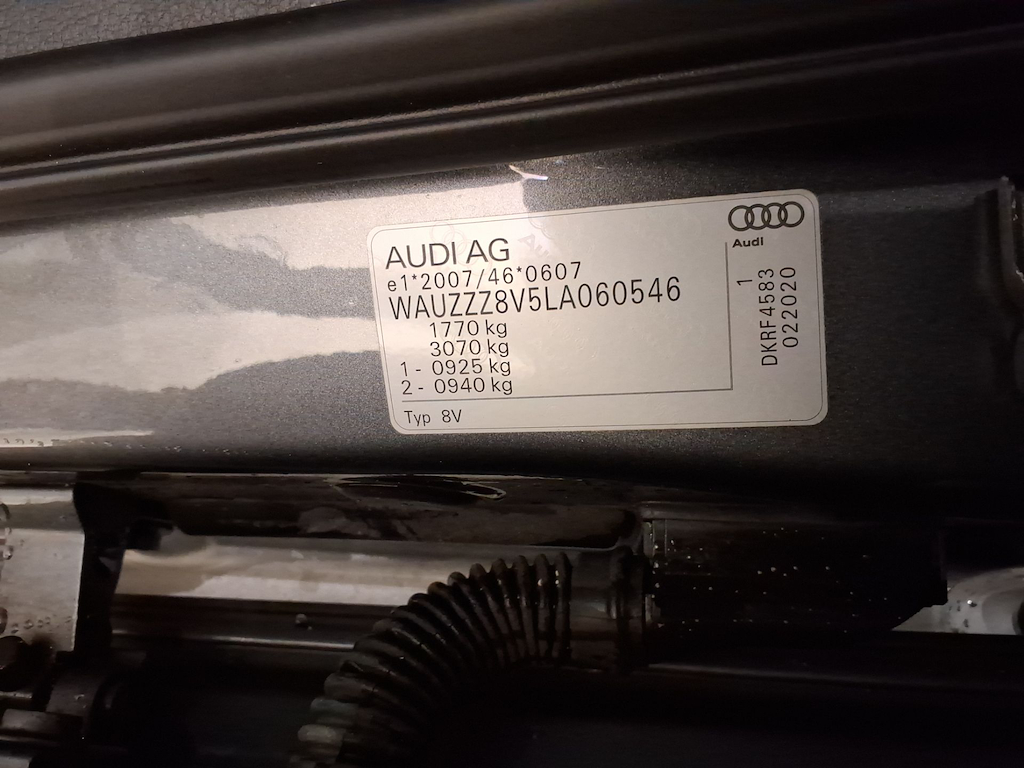 AUDI AG
e1*2007/46*0607
WAUZZZ8V5LA060546
1770 kg
3070 kg
1 - 0925 kg
2 - 0940 kg
Typ 8V
Audi
1
DKRF4583
022020